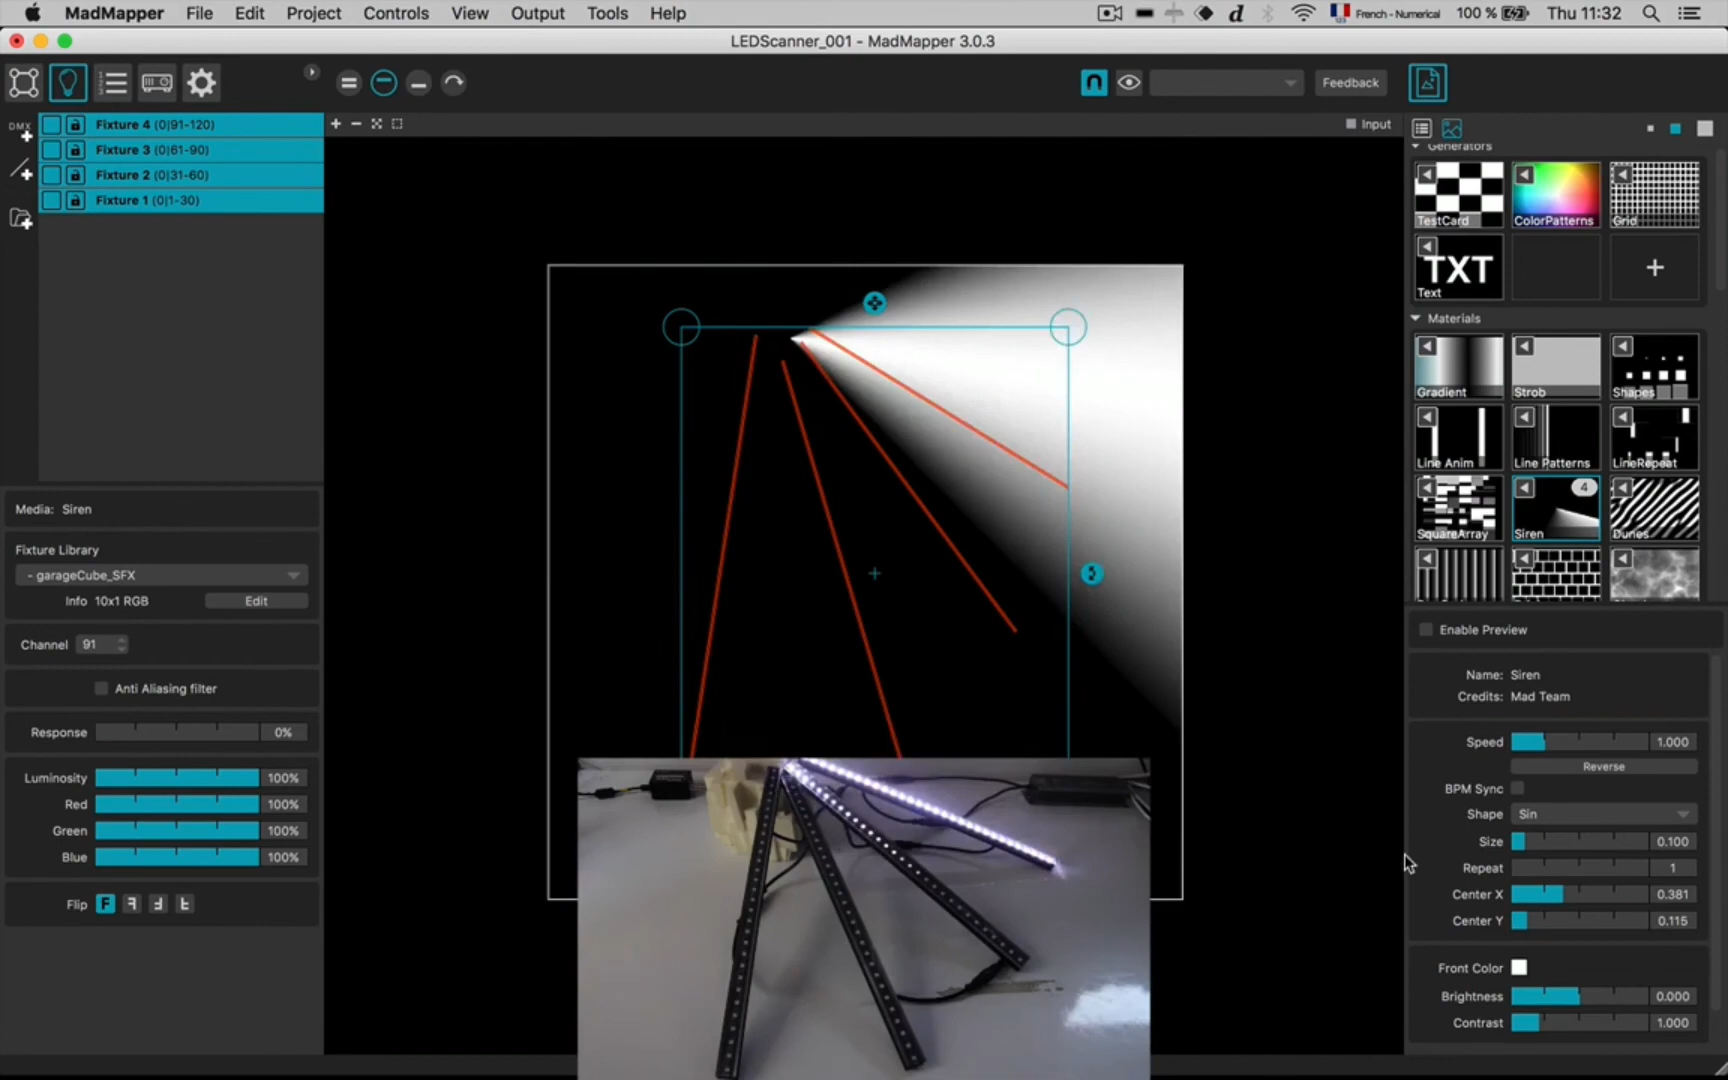 MadMapper File Edit Project Controls View Output Tools Help
French - Numerical 100 % Thu 11:32
LEDScanner_001 - MadMapper 3.0.3
Feedback
DMX
Fixture 4 (0|91-120)
Fixture 3 (0|61-90)
Fixture 2 (0|31-60)
Fixture 1 (0|1-30)
Input
Generators
TestCard ColorPatterns Grid
TXT
Text
Materials
Gradient Strob Shapes
Line Anim Line Patterns LineRepeat
4
SquareArray Siren Dunes
Media: Siren
Fixture Library
- garageCube_SFX
Info 10x1 RGB Edit
Channel 91
Anti Aliasing filter
Response 0%
Luminosity 100%
Red 100%
Green 100%
Blue 100%
Flip F
Enable Preview
Name: Siren
Credits: Mad Team
Speed 1.000
Reverse
BPM Sync
Shape Sin
Size 0.100
Repeat 1
Center X 0.381
Center Y 0.115
Front Color
Brightness 0.000
Contrast 1.000